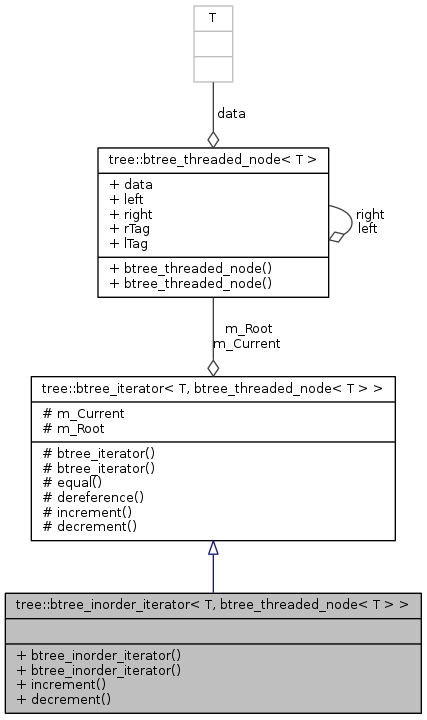 T
data
tree::btree_threaded_node< T >
+ data
+ left
+ right
+ rTag
+ lTag
+ btree_threaded_node()
+ btree_threaded_node()
right
left
m_Root
m_Current
tree::btree_iterator< T, btree_threaded_node< T > >
# m_Current
# m_Root
# btree_iterator()
# btree_iterator()
# equal()
# dereference()
# increment()
# decrement()
tree::btree_inorder_iterator< T, btree_threaded_node< T > >
+ btree_inorder_iterator()
+ btree_inorder_iterator()
+ increment()
+ decrement()